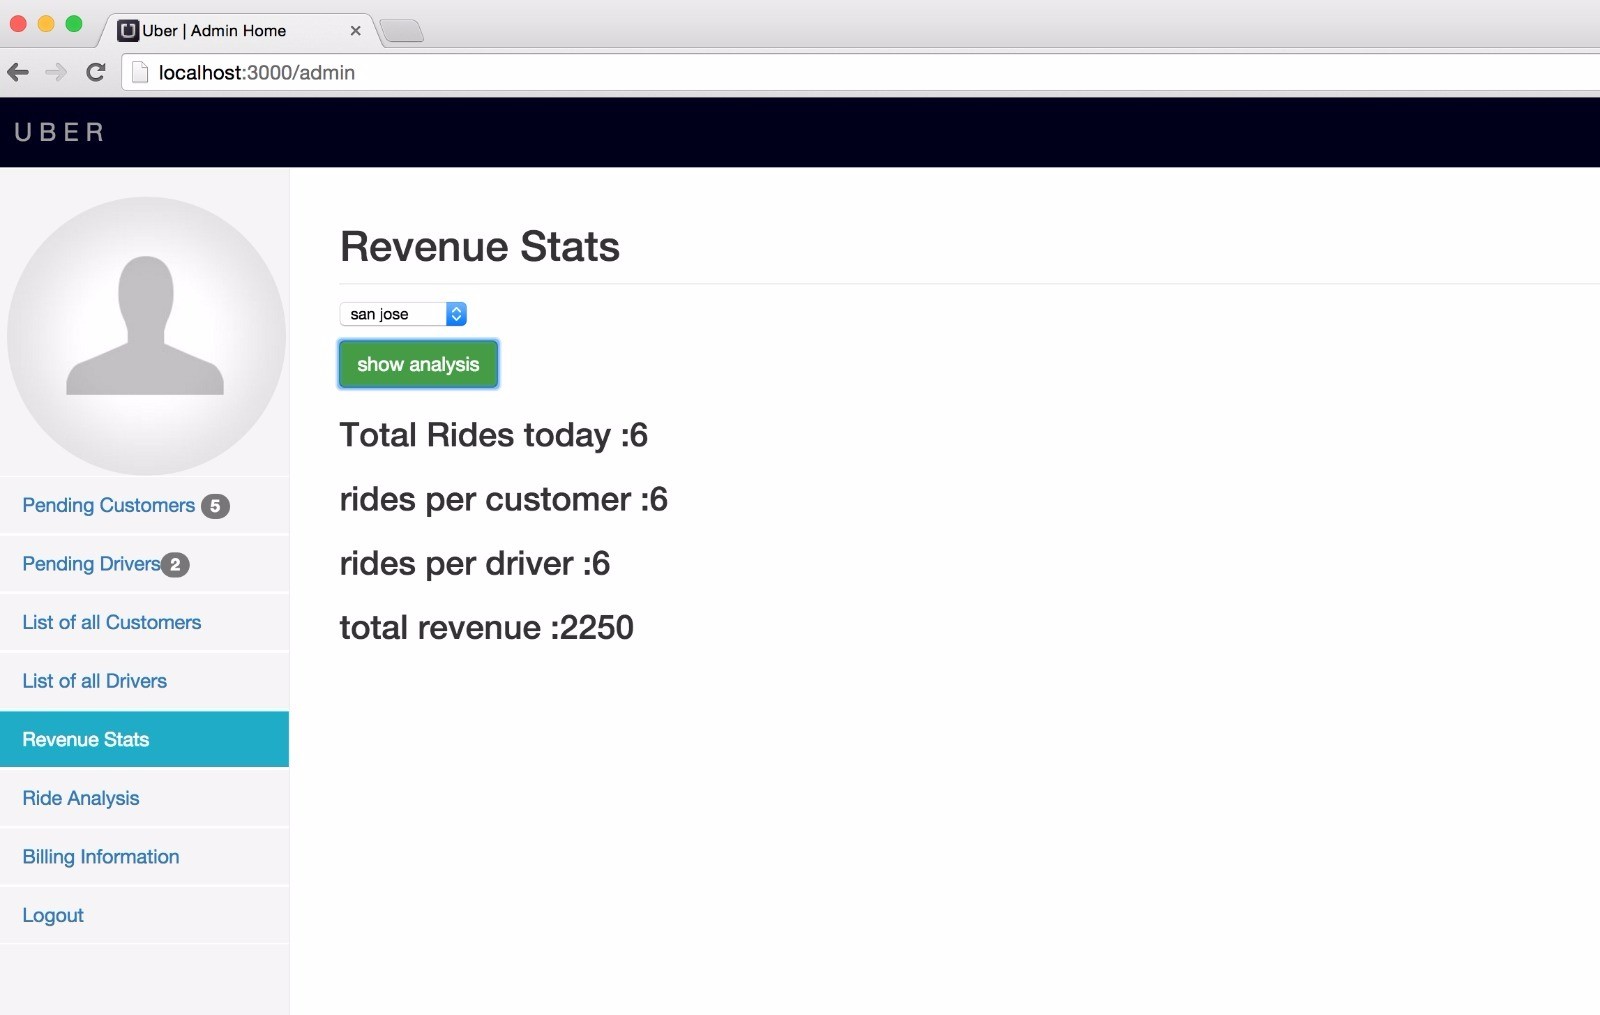 Uber | Admin Home
localhost:3000/admin
UBER
Pending Customers 5
Pending Drivers 2
List of all Customers
List of all Drivers
Revenue Stats
Ride Analysis
Billing Information
Logout
Revenue Stats
san jose
show analysis
Total Rides today :6
rides per customer :6
rides per driver :6
total revenue :2250